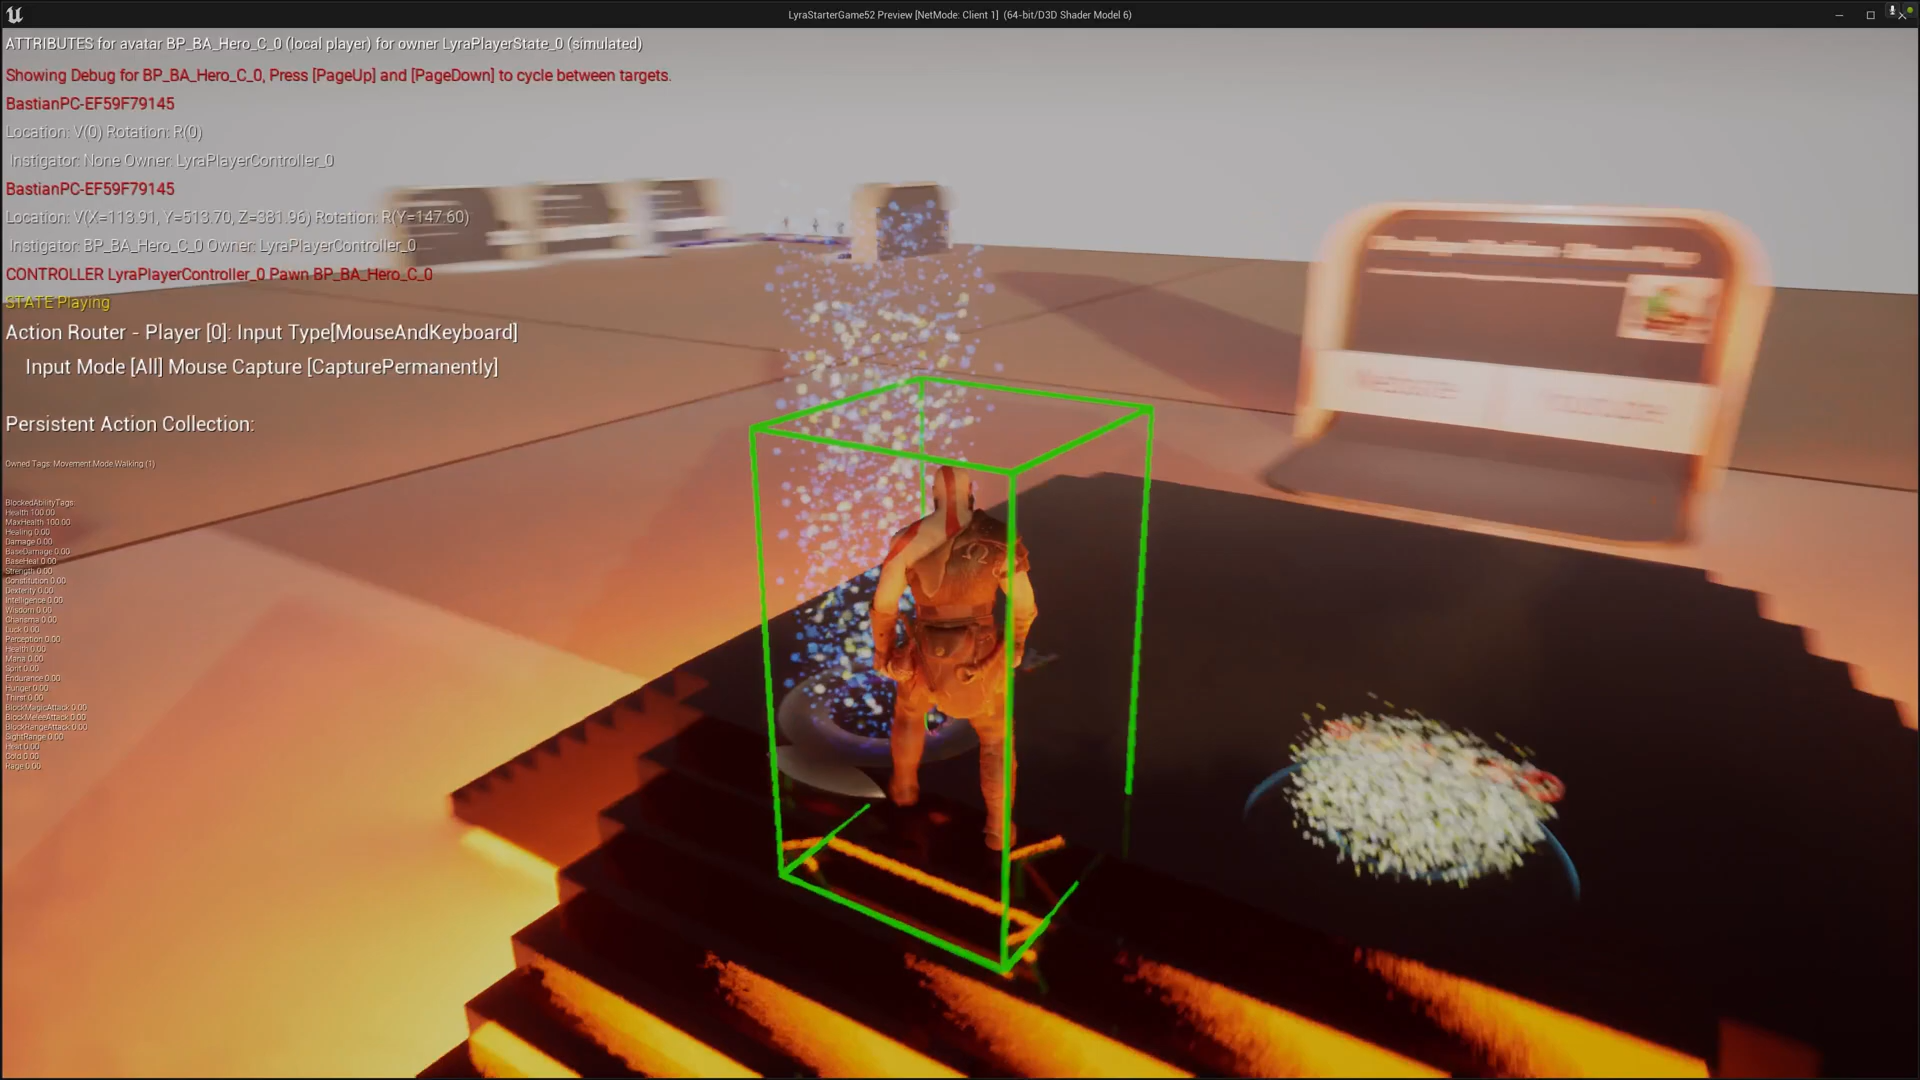 LyraStarterGame52 Preview [NetMode: Client 1] (64-bit/D3D Shader Model 6)
ATTRIBUTES for avatar BP_BA_Hero_C_0 (local player) for owner LyraPlayerState_0 (simulated)
Showing Debug for BP_BA_Hero_C_0, Press [PageUp] and [PageDown] to cycle between targets.
BastianPC-EF59F79145
Location: V(0) Rotation: R(0)
Instigator: None Owner: LyraPlayerController_0
BastianPC-EF59F79145
Location: V(X=113.91, Y=513.70, Z=381.96) Rotation: R(Y=147.60)
Instigator: BP_BA_Hero_C_0 Owner: LyraPlayerController_0
CONTROLLER LyraPlayerController_0 Pawn BP_BA_Hero_C_0
STATE Playing
Action Router - Player [0]: Input Type[MouseAndKeyboard]
Input Mode [All] Mouse Capture [CapturePermanently]
Persistent Action Collection:
Owned Tags: Movement.Mode.Walking (1)
BlockedAbilityTags:
Health 100.00
MaxHealth 100.00
Healing 0.00
Damage 0.00
BaseDamage 0.00
BaseHeal 0.00
Strength 0.00
Constitution 0.00
Dexterity 0.00
Intelligence 0.00
Wisdom 0.00
Charisma 0.00
Luck 0.00
Perception 0.00
Health 0.00
Mana 0.00
Spirit 0.00
Endurance 0.00
Hunger 0.00
Thirst 0.00
BlockMagicAttack 0.00
BlockMeleeAttack 0.00
BlockRangeAttack 0.00
SightRange 0.00
Heat 0.00
Cold 0.00
Rage 0.00